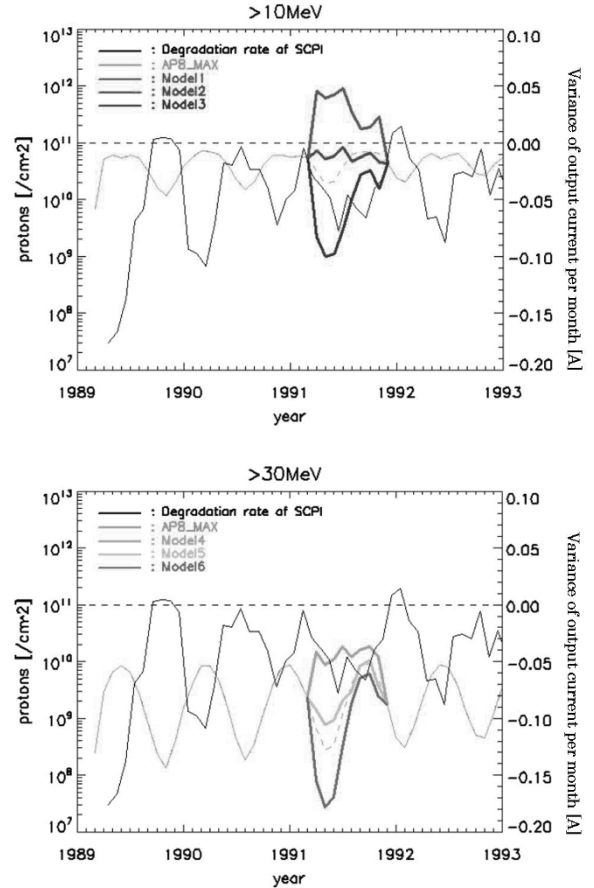 >10MeV
10^13
10^12
10^11
10^10
10^9
10^8
10^7
protons [/cm^2]
: Degradation rate of SCPI
: AP8_MAX
: Model1
: Model2
: Model3
0.10
0.05
0.00
-0.05
-0.10
-0.15
-0.20
Variance of output current per month [A]
1989
1990
1991
1992
1993
year
>30MeV
10^13
10^12
10^11
10^10
10^9
10^8
10^7
protons [/cm^2]
: Degradation rate of SCPI
: AP8_MAX
: Model4
: Model5
: Model6
0.10
0.05
0.00
-0.05
-0.10
-0.15
-0.20
Variance of output current per month [A]
1989
1990
1991
1992
1993
year